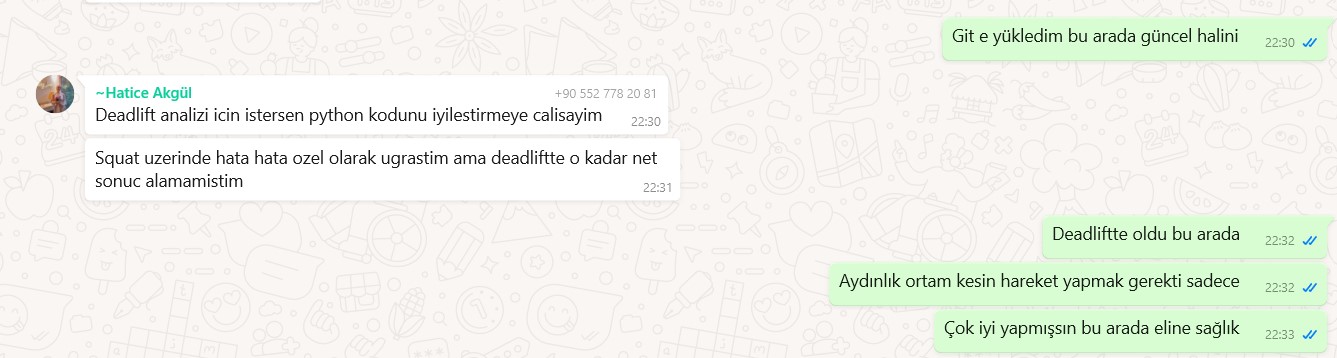 Git e yükledim bu arada güncel halini 22:30
~Hatice Akgül +90 552 778 20 81
Deadlift analizi icin istersen python kodunu iyilestirmeye calisayim 22:30
Squat uzerinde hata hata ozel olarak ugrastim ama deadliftte o kadar net
sonuc alamamistim 22:31
Deadliftte oldu bu arada 22:32
Aydınlık ortam kesin hareket yapmak gerekti sadece 22:32
Çok iyi yapmışsın bu arada eline sağlık 22:33